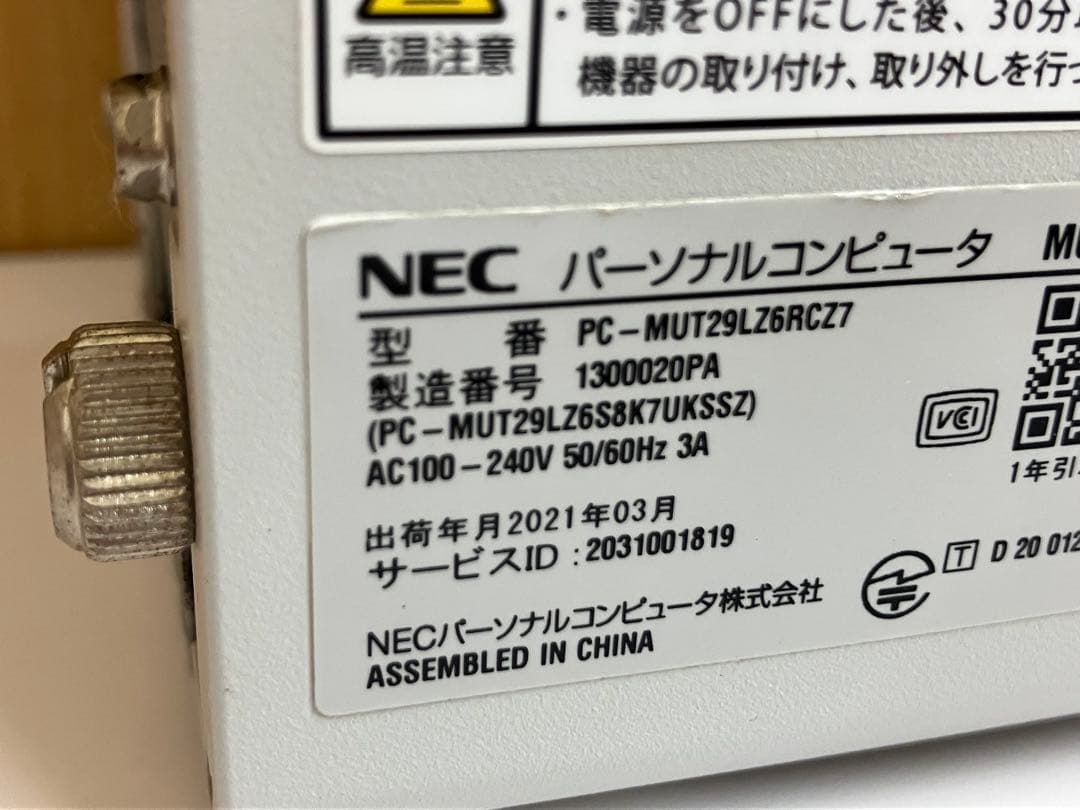 高温注意
・電源をOFFにした後、30分
機器の取り付け、取り外しを行
NEC パーソナルコンピュータ
型番 PC-MUT29LZ6RCZ7
製造番号 1300020PA
(PC-MUT29LZ6S8K7UKSSZ)
AC100-240V 50/60Hz 3A
VCI
1年引
出荷年月2021年03月
サービスID:2031001819
T D 20 012
NECパーソナルコンピュータ株式会社
ASSEMBLED IN CHINA